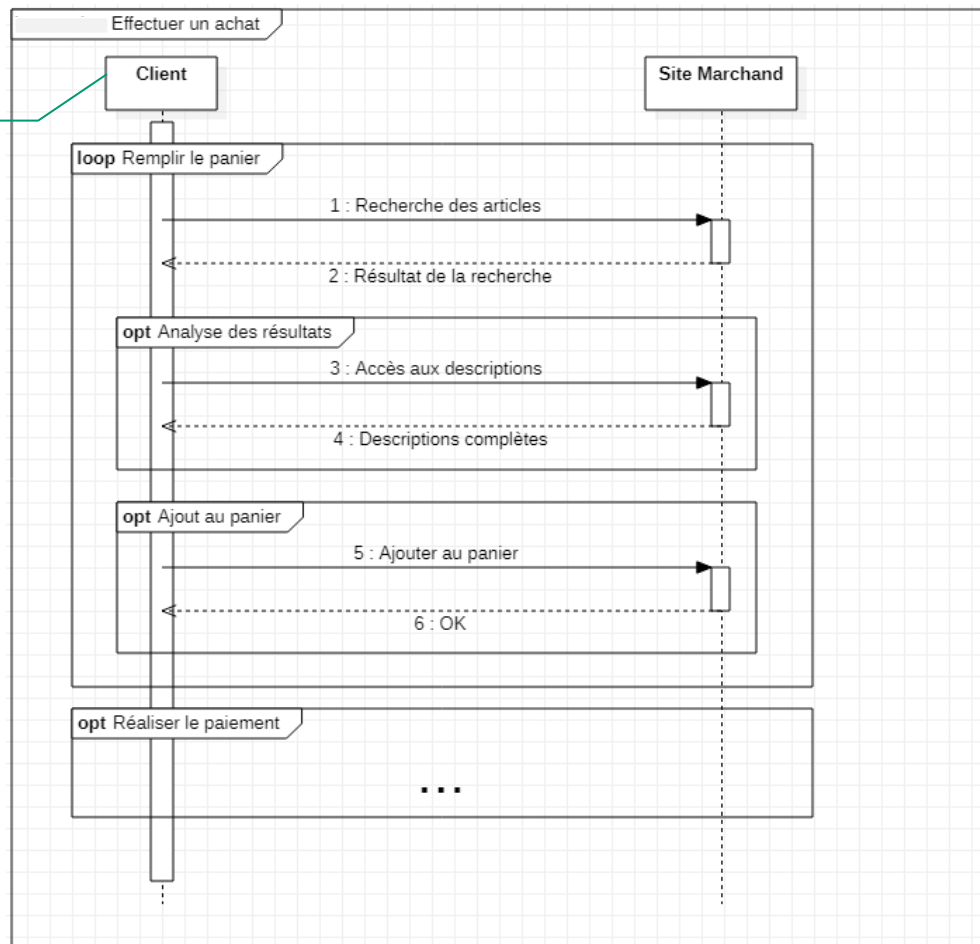 Effectuer un achat
Client
Site Marchand
loop Remplir le panier
1 : Recherche des articles
2 : Résultat de la recherche
opt Analyse des résultats
3 : Accès aux descriptions
4 : Descriptions complètes
opt Ajout au panier
5 : Ajouter au panier
6 : OK
opt Réaliser le paiement
...